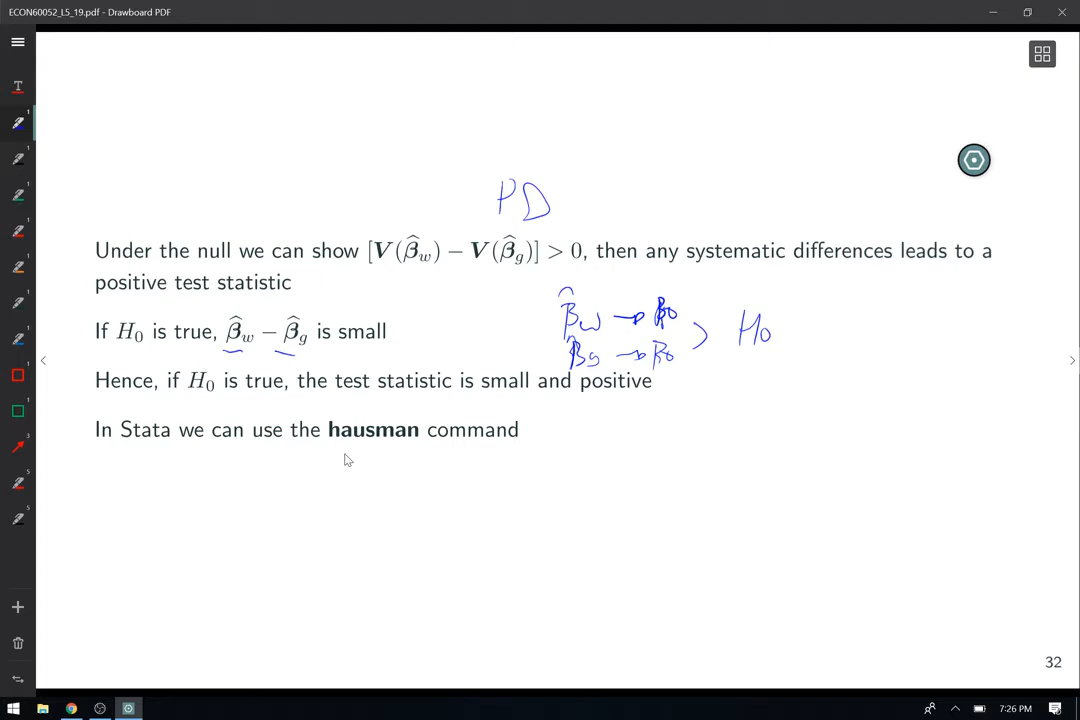 ECON60052_L5_19.pdf - Drawboard PDF
PD
Under the null we can show [V(β̂_w) − V(β̂_g)] > 0, then any systematic differences leads to a
positive test statistic
If H₀ is true, β̂_w − β̂_g is small
β̂_w → β₀
β̂_g → β₀ > H₀
Hence, if H₀ is true, the test statistic is small and positive
In Stata we can use the hausman command
32
7:26 PM